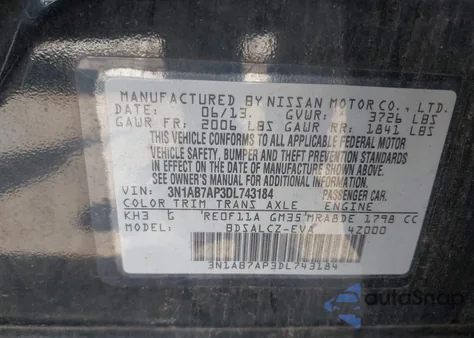 MANUFACTURED BY NISSAN MOTOR CO., LTD.
DATE: 06/13. GVWR: 3726 LBS
GAWR FR: 2006 LBS GAWR RR: 1841 LBS
THIS VEHICLE CONFORMS TO ALL APPLICABLE FEDERAL MOTOR
VEHICLE SAFETY, BUMPER AND THEFT PREVENTION
STANDARDS IN EFFECT ON THE DATE OF MANUFACTURE SHOWN ABOVE.
SEE OWNER'S MANUAL FOR ADDITIONAL INFORMATION.
VIN: 3N1AB7AP3DL743184 PASSENGER CAR.
COLOR TRIM TRANS AXLE ENGINE
KH3 G RE0F11A GM35 MRA8DE 1798 CC
MODEL: BDSALCZ-EVA 4Z000
3N1AB7AP3DL743184
autoSnap